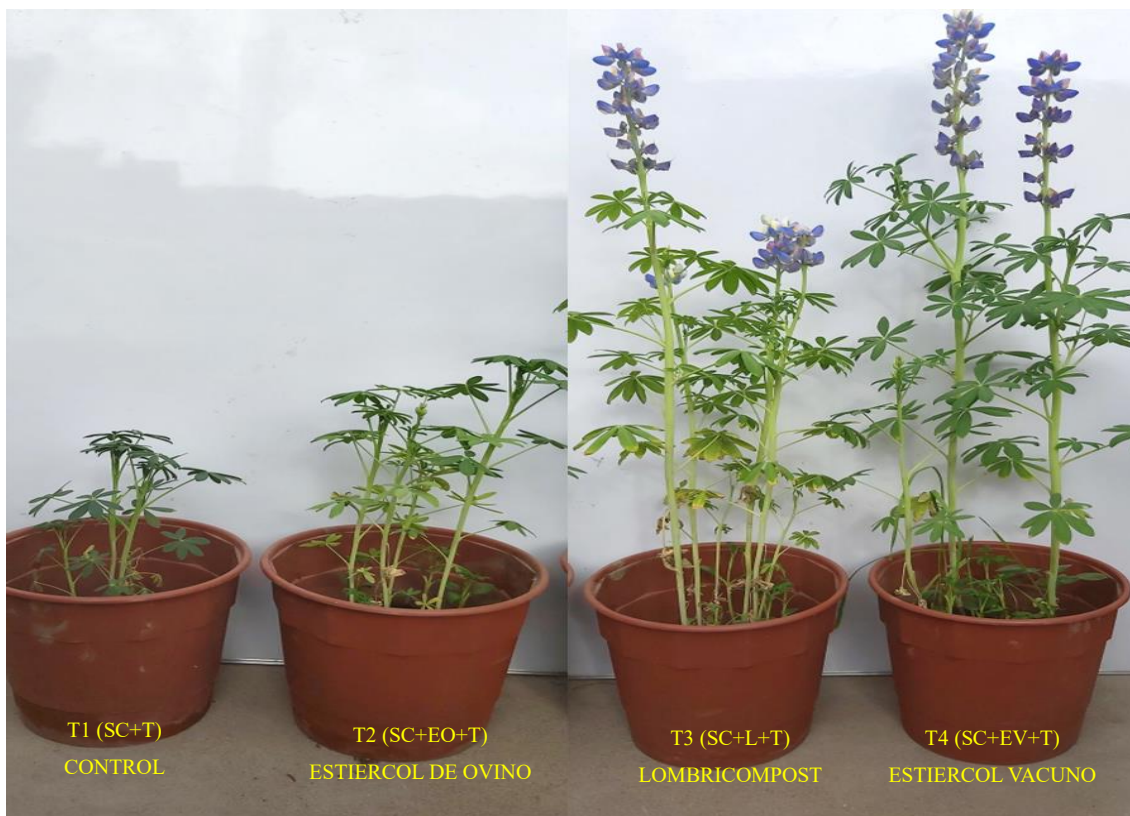 T1 (SC+T)
CONTROL
T2 (SC+EO+T)
ESTIERCOL DE OVINO
T3 (SC+L+T)
LOMBRICOMPOST
T4 (SC+EV+T)
ESTIERCOL VACUNO